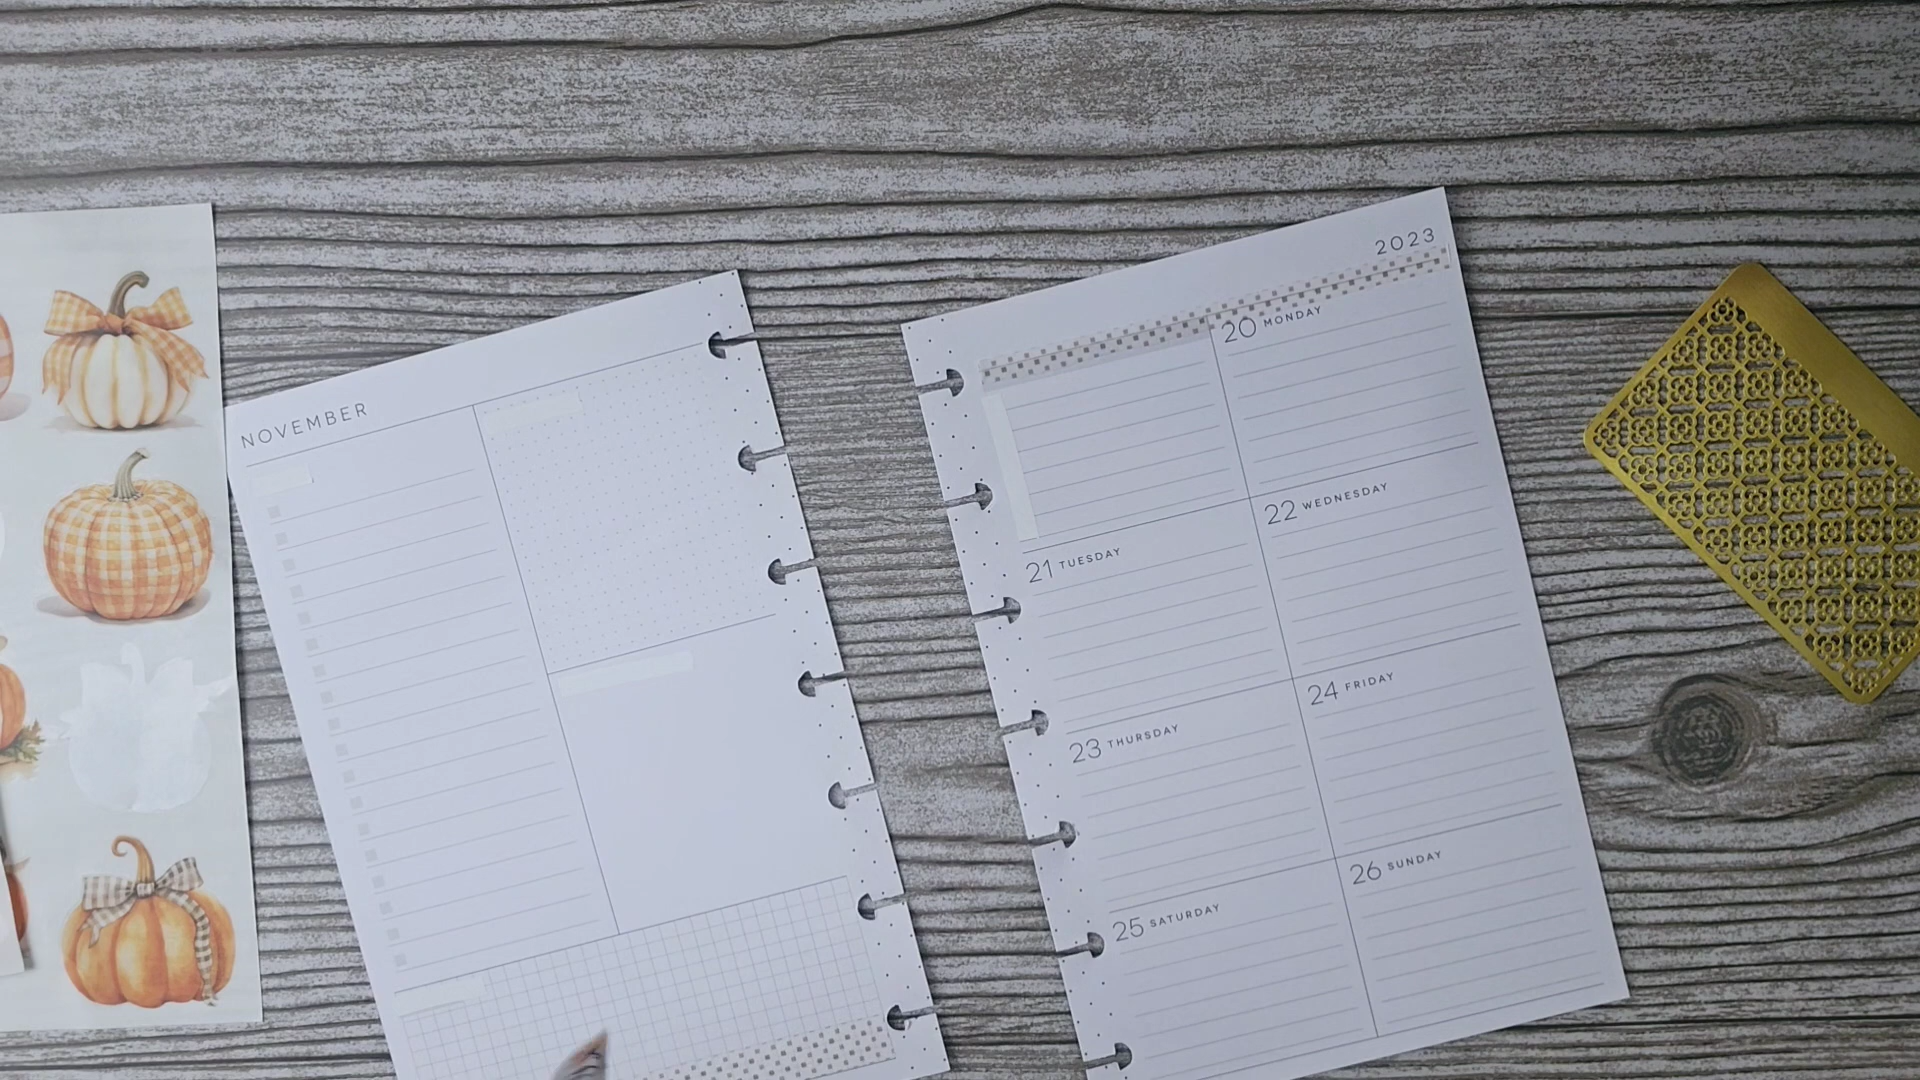 NOVEMBER
2023
20 MONDAY
21 TUESDAY
22 WEDNESDAY
23 THURSDAY
24 FRIDAY
25 SATURDAY
26 SUNDAY